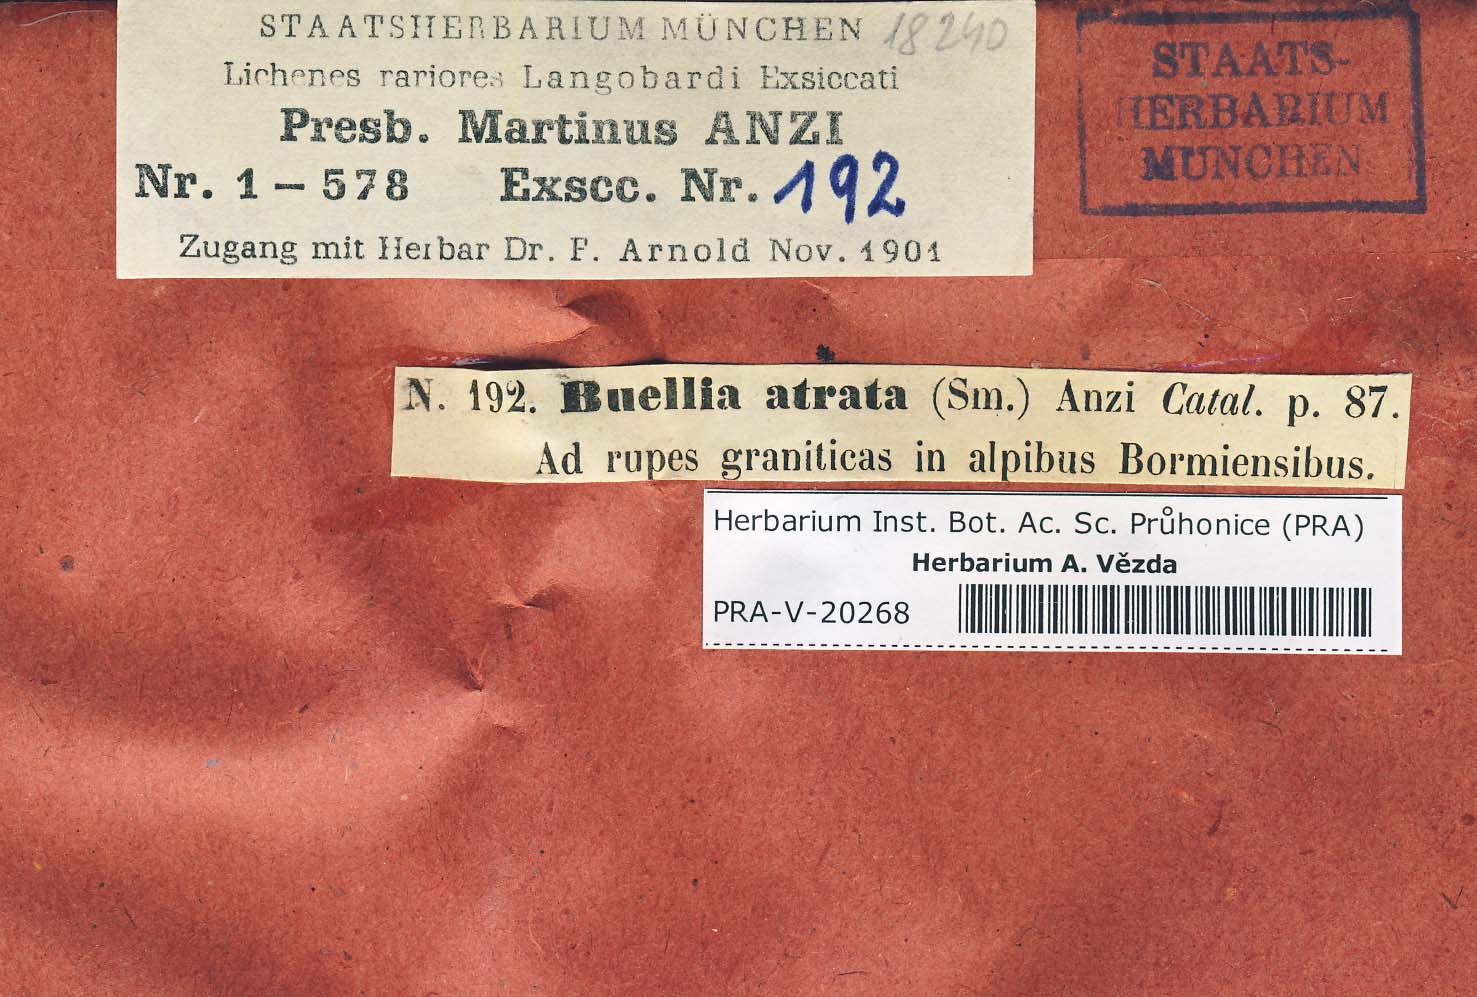 STAATSHERBARIUM MÜNCHEN 18240
Lichenes rariores Langobardi Exsiccati
Presb. Martinus ANZI
Nr. 1 – 578 Exscc. Nr. 192
Zugang mit Herbar Dr. F. Arnold Nov. 1901
STAATS-
HERBARIUM
MÜNCHEN
N. 192. Buellia atrata (Sm.) Anzi Catal. p. 87.
Ad rupes graniticas in alpibus Bormiensibus.
Herbarium Inst. Bot. Ac. Sc. Průhonice (PRA)
Herbarium A. Vězda
PRA-V-20268